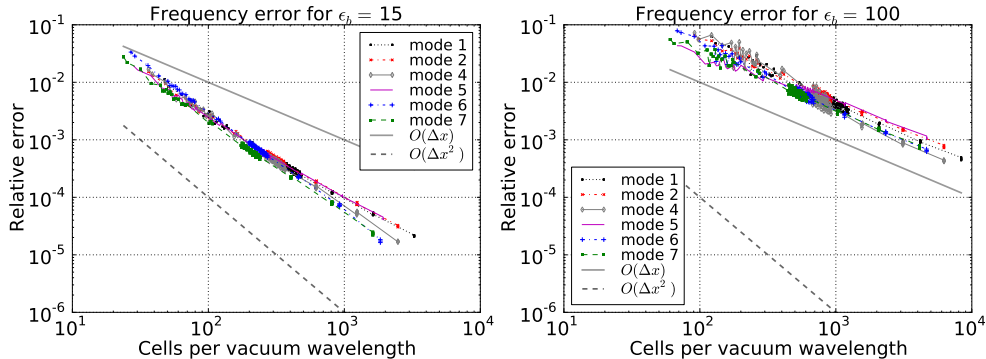 Frequency error for ϵ_b = 15
Relative error
10^-1
10^-2
10^-3
10^-4
10^-5
10^-6
10^1
10^2
10^3
10^4
Cells per vacuum wavelength
mode 1
mode 2
mode 4
mode 5
mode 6
mode 7
O(Δx)
O(Δx^2)
Frequency error for ϵ_b = 100
Relative error
10^-1
10^-2
10^-3
10^-4
10^-5
10^-6
10^1
10^2
10^3
10^4
Cells per vacuum wavelength
mode 1
mode 2
mode 4
mode 5
mode 6
mode 7
O(Δx)
O(Δx^2)